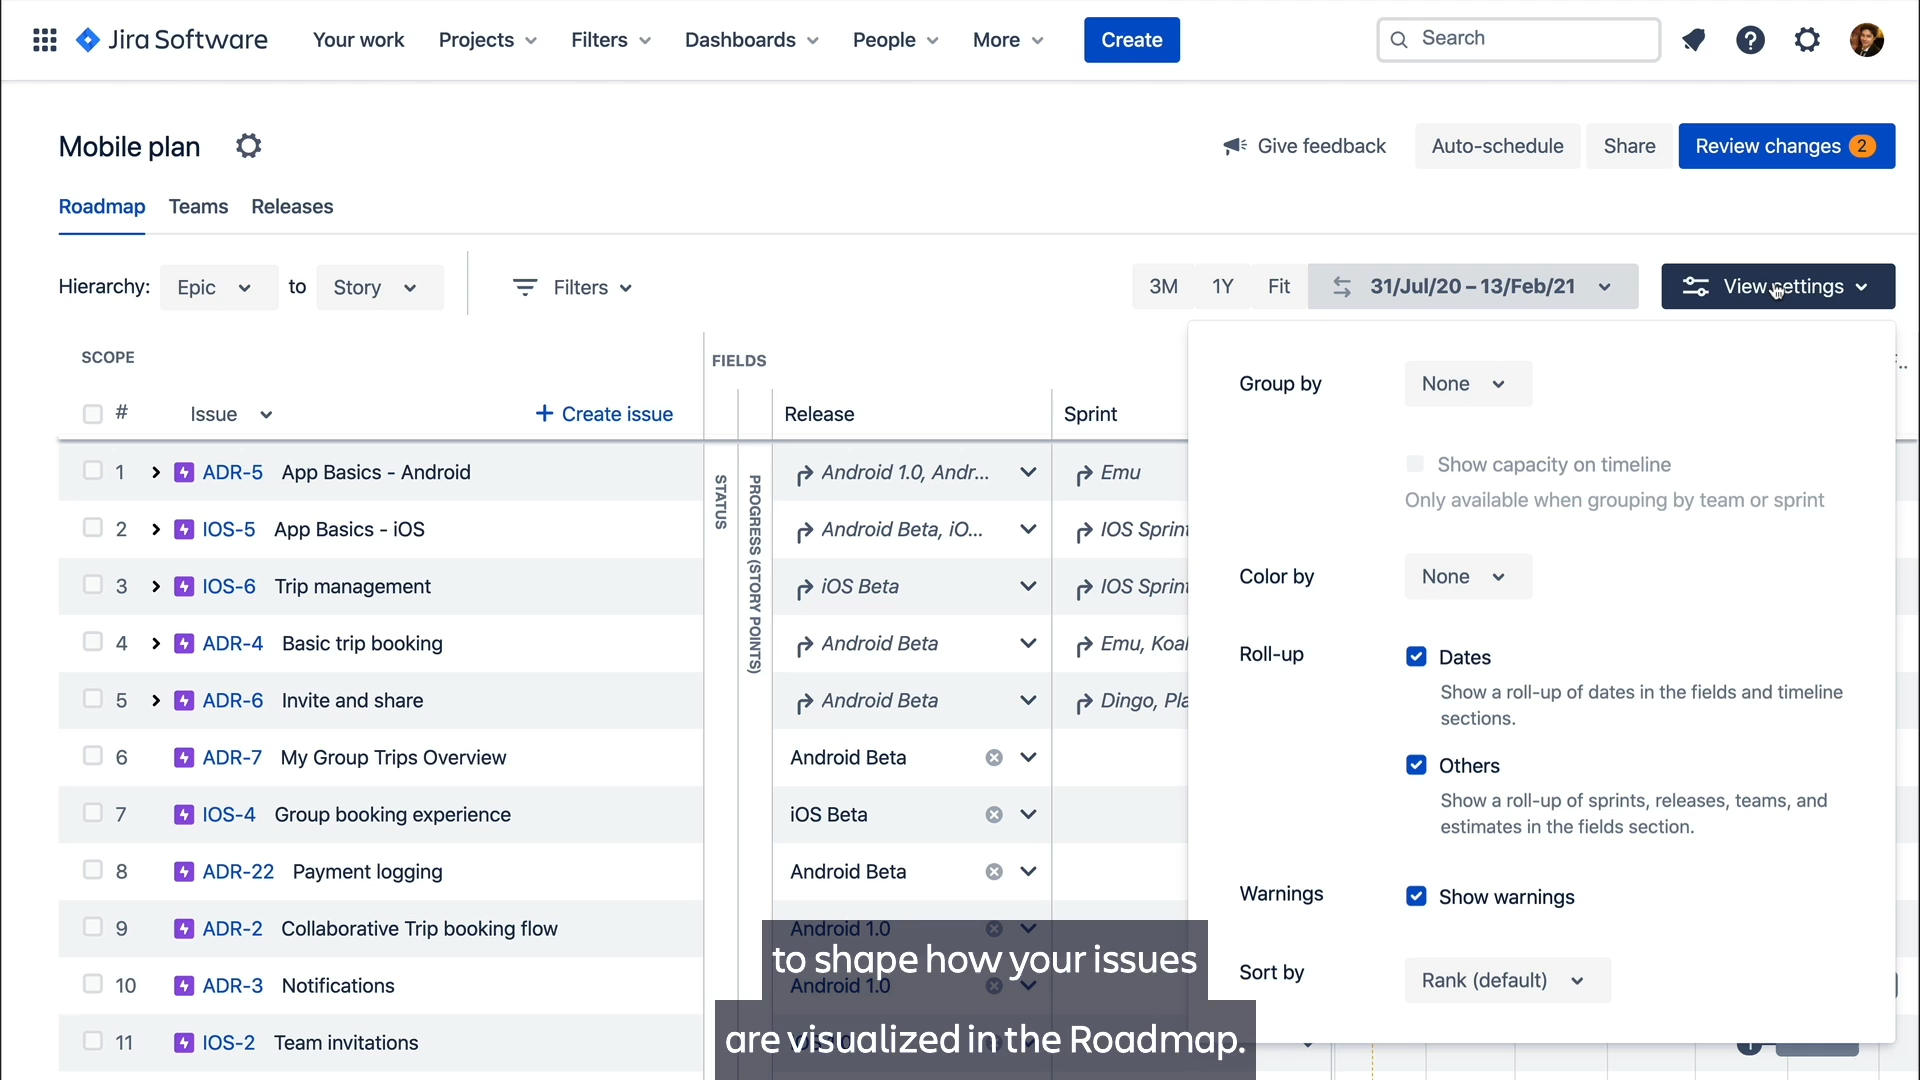 Jira Software
Your work
Projects
Filters
Dashboards
People
More
Create
Search
?
Mobile plan
Give feedback
Auto-schedule
Share
Review changes 2
Roadmap
Teams
Releases
Hierarchy:
Epic
to
Story
Filters
3M
1Y
Fit
31/Jul/20 – 13/Feb/21
View settings
SCOPE
FIELDS
#
Issue
+ Create issue
Release
Sprint
STATUS
PROGRESS (STORY POINTS)
1 ADR-5 App Basics - Android Android 1.0, Andr... Emu
2 IOS-5 App Basics - iOS Android Beta, iO... IOS Sprint
3 IOS-6 Trip management iOS Beta IOS Sprint
4 ADR-4 Basic trip booking Android Beta Emu, Koal
5 ADR-6 Invite and share Android Beta Dingo, Pla
6 ADR-7 My Group Trips Overview Android Beta
7 IOS-4 Group booking experience iOS Beta
8 ADR-22 Payment logging Android Beta
9 ADR-2 Collaborative Trip booking flow Android 1.0
10 ADR-3 Notifications Android 1.0
11 IOS-2 Team invitations
Group by
None
Show capacity on timeline
Only available when grouping by team or sprint
Color by
None
Roll-up
Dates
Show a roll-up of dates in the fields and timeline
sections.
Others
Show a roll-up of sprints, releases, teams, and
estimates in the fields section.
Warnings
Show warnings
Sort by
Rank (default)
to shape how your issues
are visualized in the Roadmap.